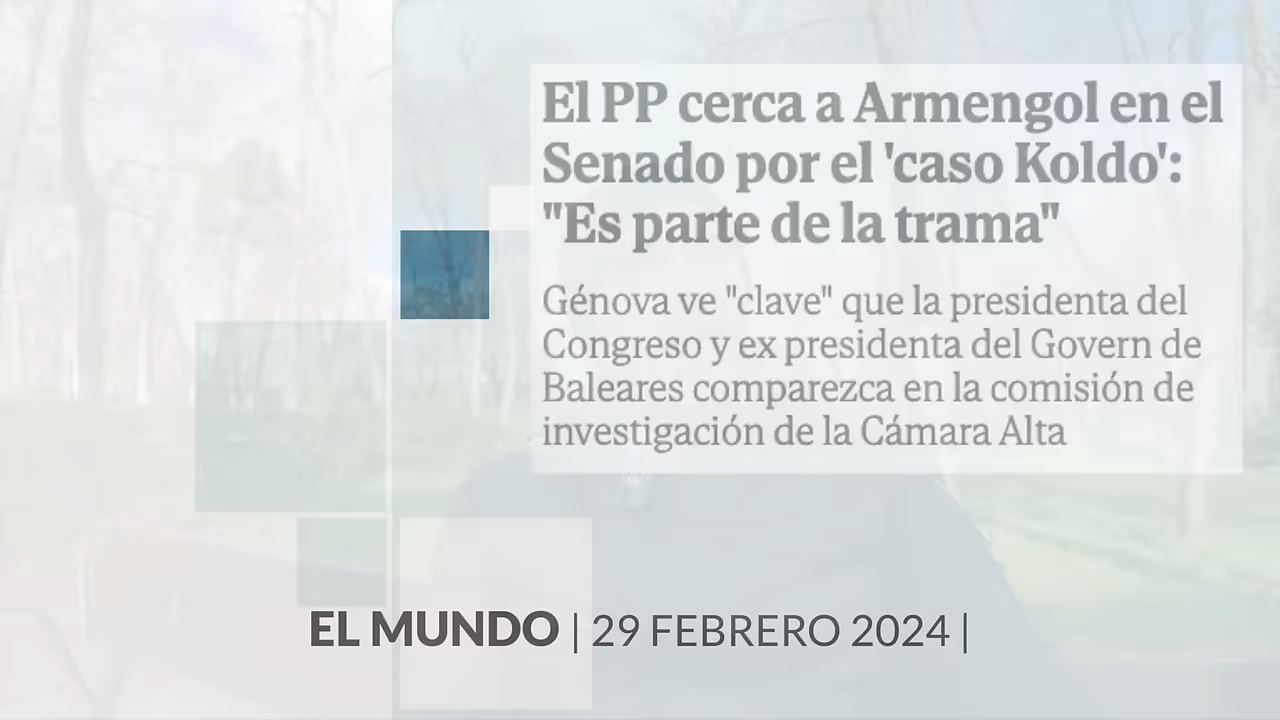 El PP cerca a Armengol en el
Senado por el 'caso Koldo':
"Es parte de la trama"
Génova ve "clave" que la presidenta del
Congreso y ex presidenta del Govern de
Baleares comparezca en la comisión de
investigación de la Cámara Alta
EL MUNDO | 29 FEBRERO 2024 |